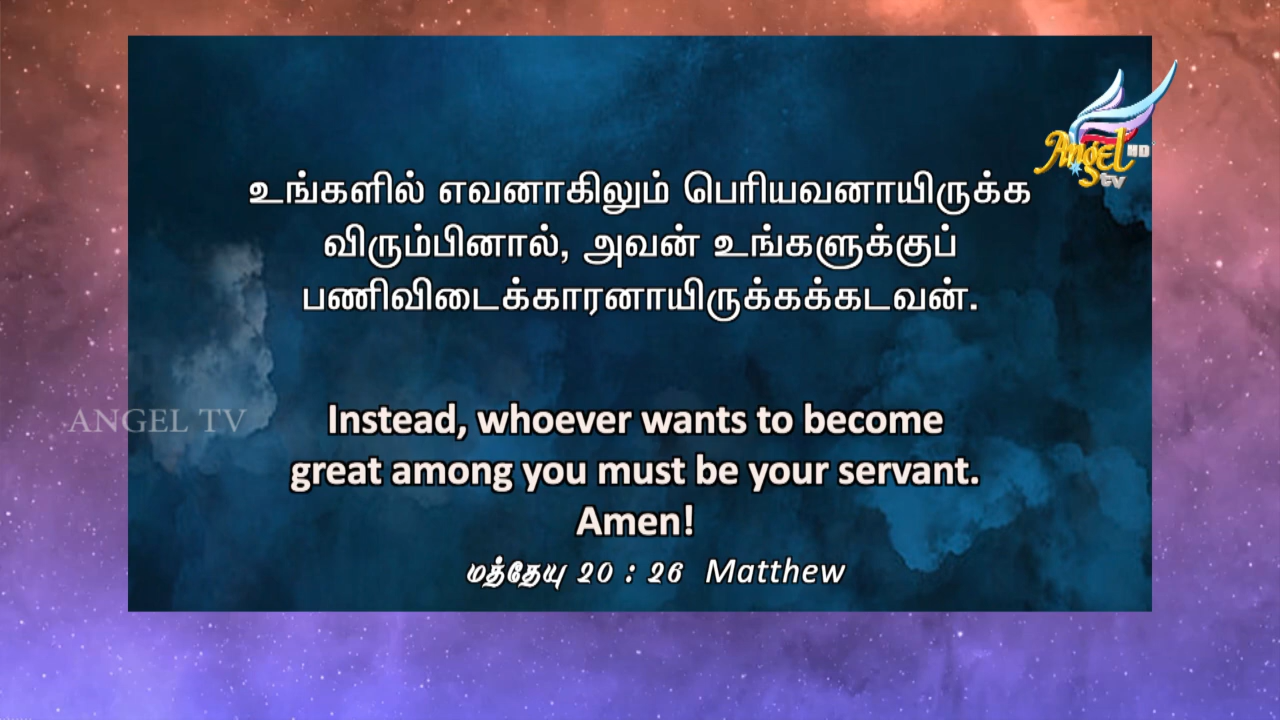 Angel HD
tv
உங்களில் எவனாகிலும் பெரியவனாயிருக்க
விரும்பினால், அவன் உங்களுக்குப்
பணிவிடைக்காரனாயிருக்கக்கடவன்.
ANGEL TV
Instead, whoever wants to become
great among you must be your servant.
Amen!
மத்தேயு 20 : 26 Matthew